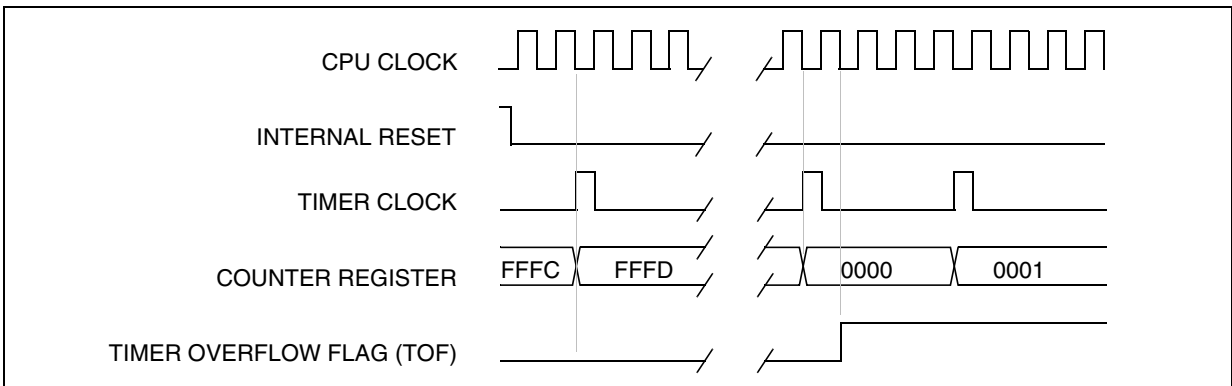 CPU CLOCK
INTERNAL RESET
TIMER CLOCK
COUNTER REGISTER
FFFC FFFD 0000 0001
TIMER OVERFLOW FLAG (TOF)